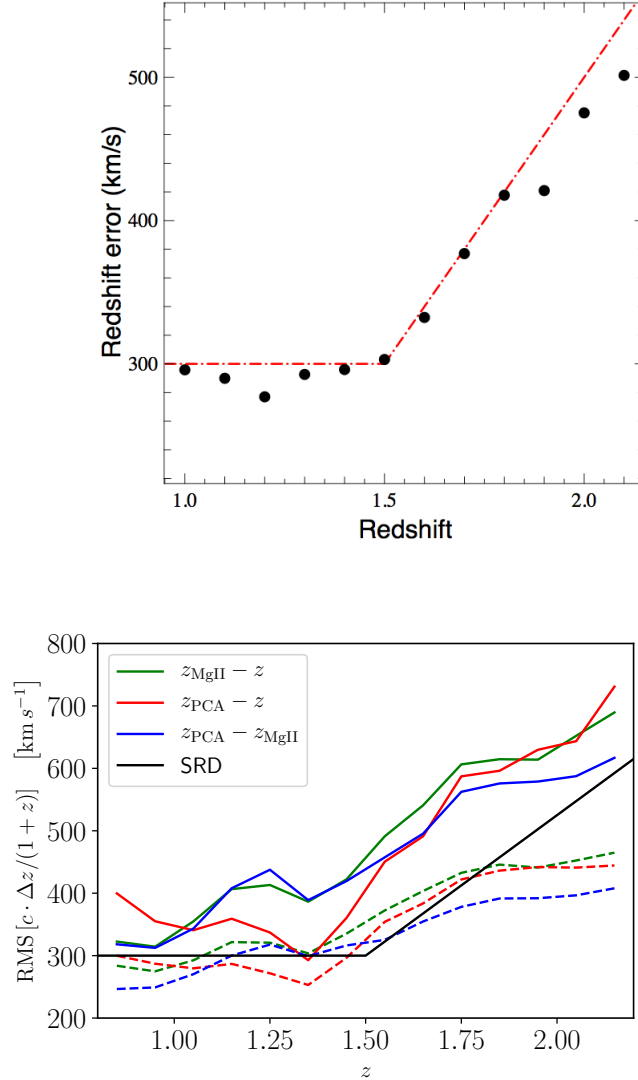 500
400
300
Redshift error (km/s)
1.0
1.5
2.0
Redshift
800
700
600
500
400
300
200
RMS [c · Δz/(1 + z)] [km s⁻¹]
z_MgII − z
z_PCA − z
z_PCA − z_MgII
SRD
1.00
1.25
1.50
1.75
2.00
z